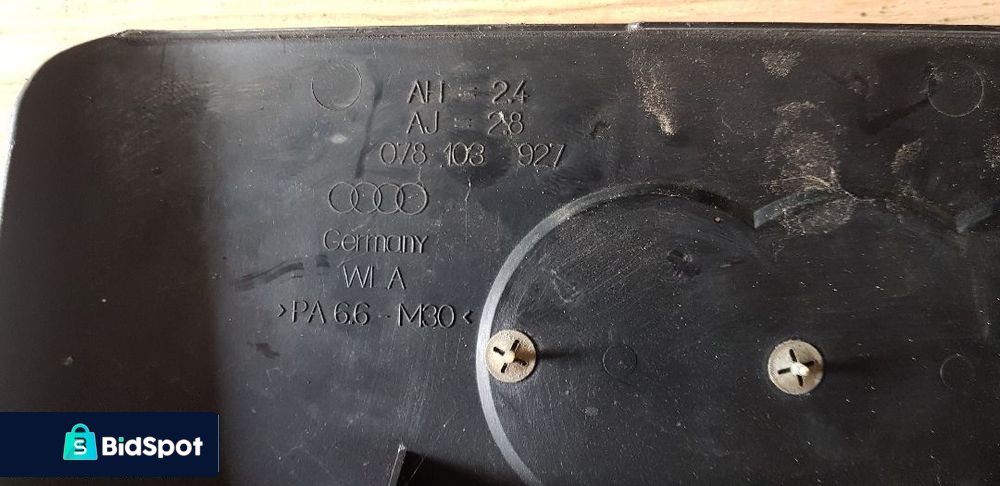 AH = 2.4
AJ = 2.8
078 103 927
Germany
WI A
>PA 6.6 - M30<
BidSpot